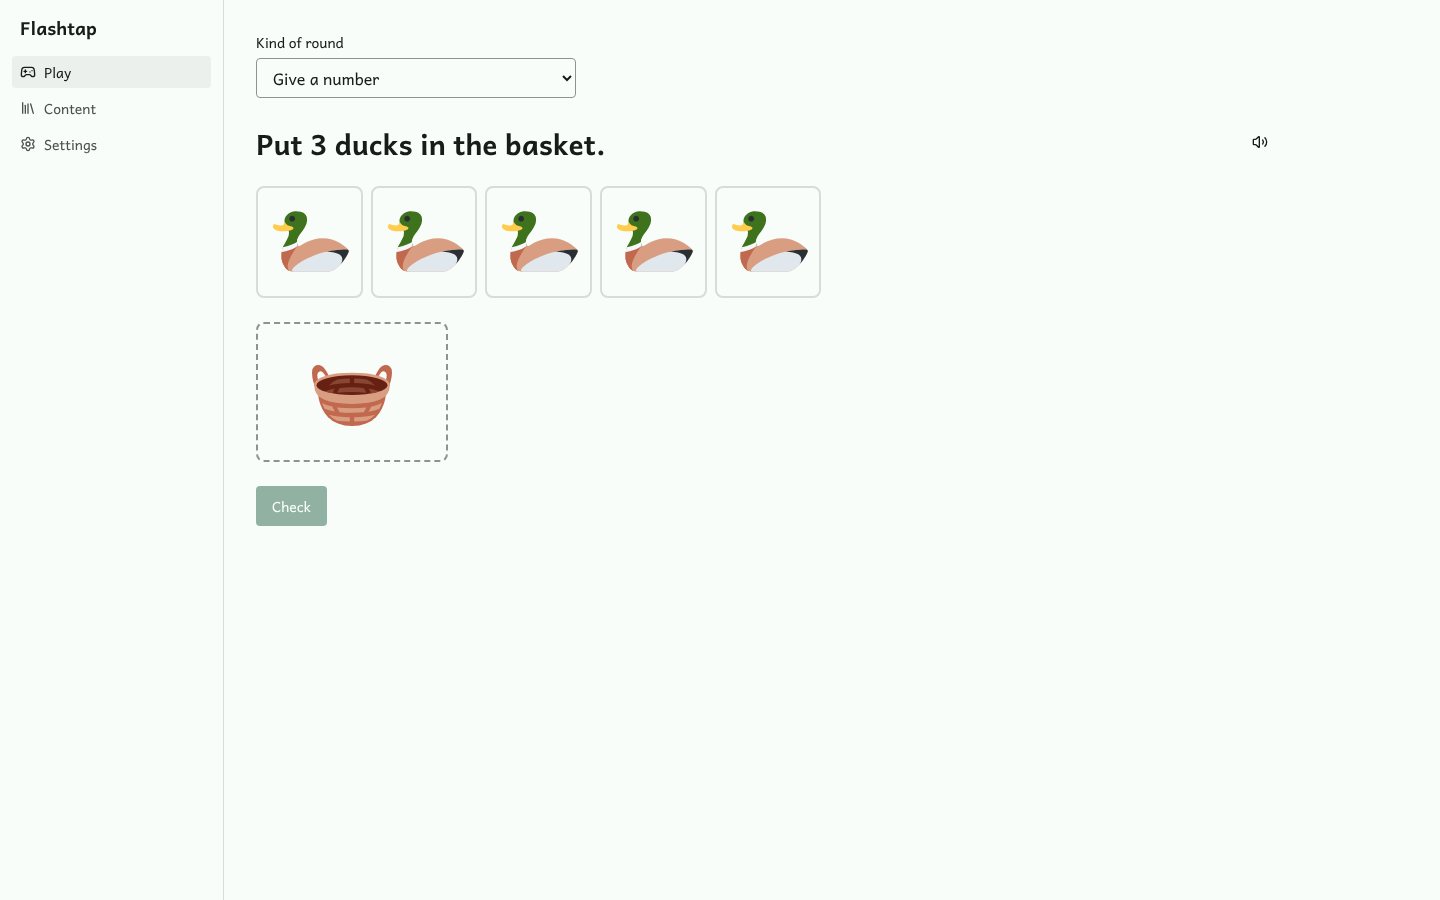 Flashtap
Play
Content
Settings
Kind of round
Give a number
Put 3 ducks in the basket.
Check